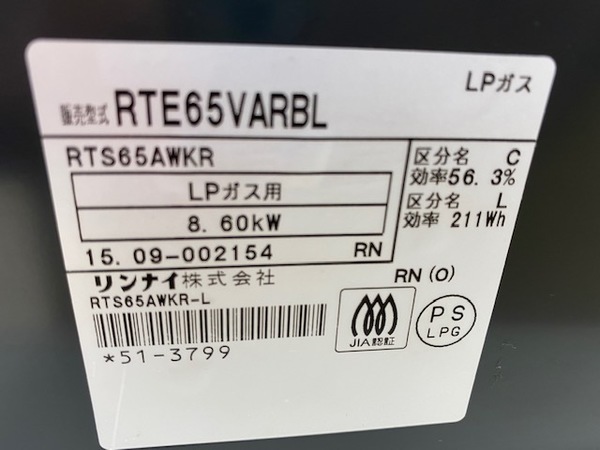 LPガス
販売型式 RTE65VARBL
RTS65AWKR
LPガス用
8.60kW
15.09-002154 RN
区分名 C
効率56.3%
区分名 L
効率 211Wh
リンナイ株式会社
RN (O)
RTS65AWKR-L
*51-3799
JIA認証
PS
LPG